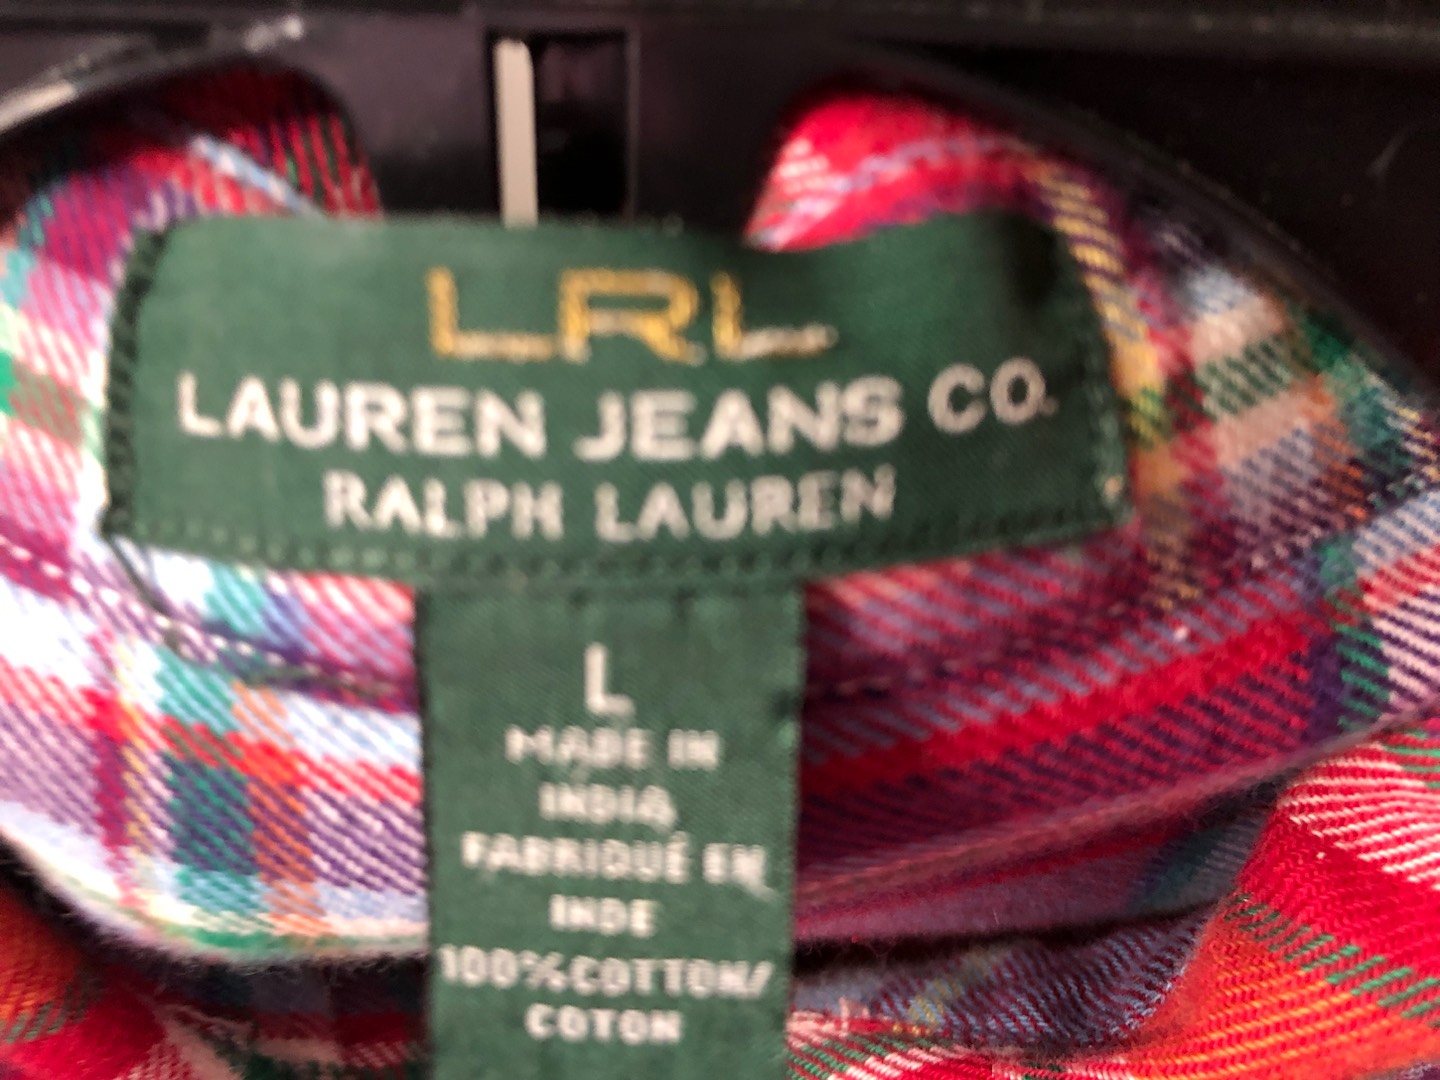 LRL
LAUREN JEANS CO.
RALPH LAUREN
L
MADE IN
INDIA
FABRIQUÉ EN
INDE
100%COTTON/
COTON